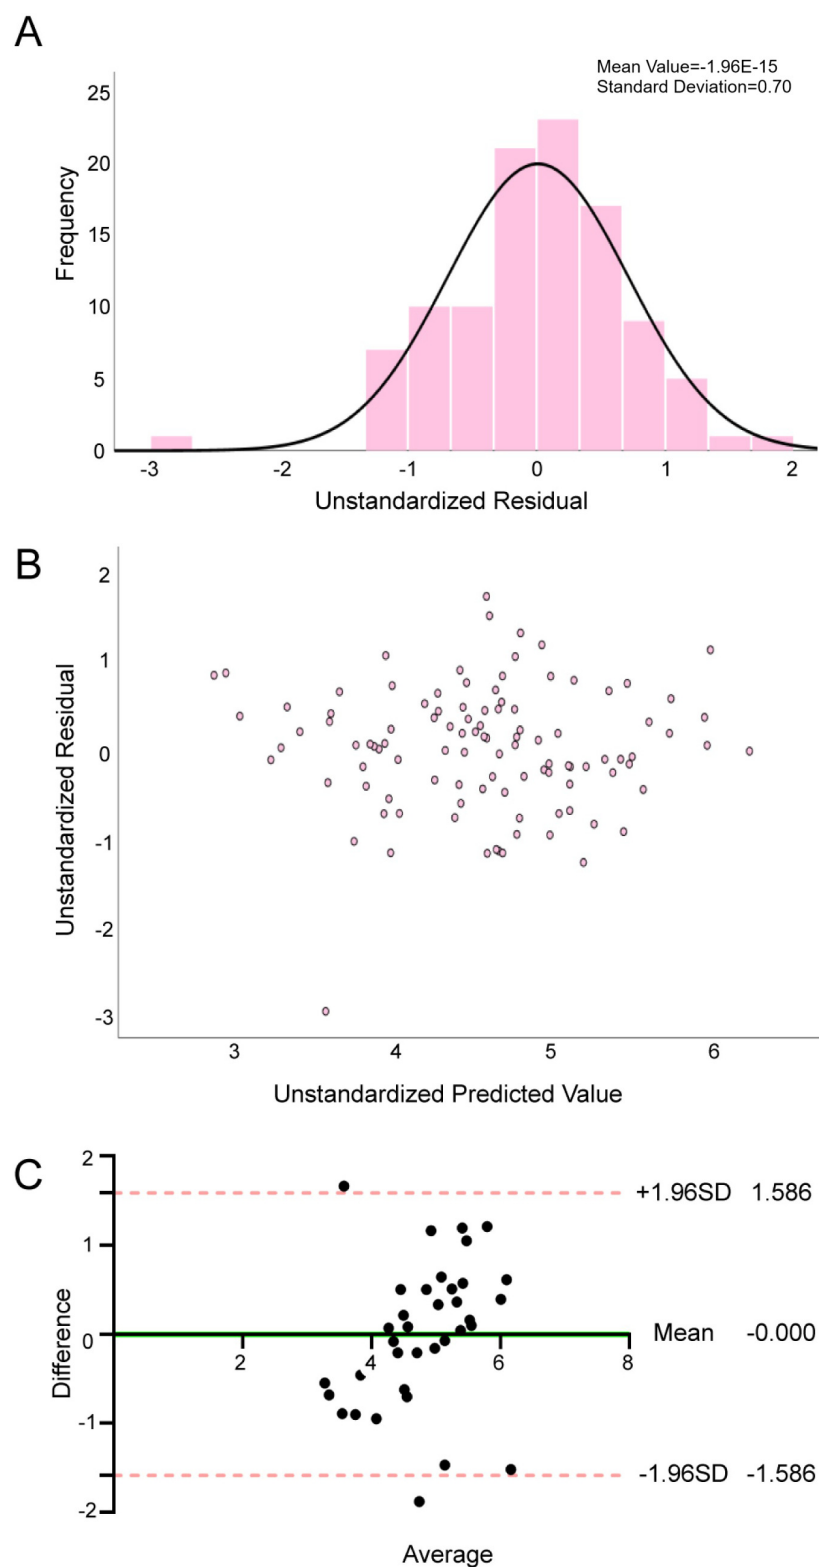 A
Mean Value=-1.96E-15
Standard Deviation=0.70
25
20
15
10
5
0
Frequency
-3 -2 -1 0 1 2
Unstandardized Residual
B
2
1
0
-1
-2
-3
Unstandardized Residual
3 4 5 6
Unstandardized Predicted Value
C
2
1
0
-1
-2
Difference
2 4 6 8
+1.96SD 1.586
Mean -0.000
-1.96SD -1.586
Average